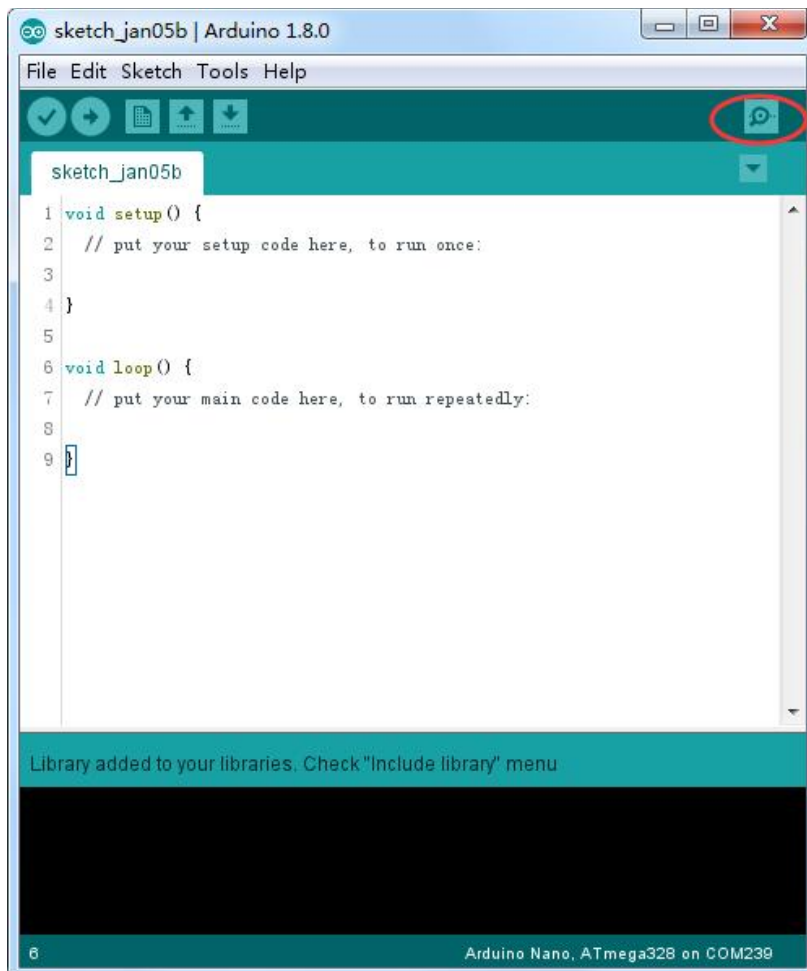 sketch_jan05b | Arduino 1.8.0
File Edit Sketch Tools Help
sketch_jan05b
1 void setup() {
2 // put your setup code here, to run once:
3
4 }
5
6 void loop() {
7 // put your main code here, to run repeatedly:
8
9 }
Library added to your libraries. Check "Include library" menu
6 Arduino Nano, ATmega328 on COM239